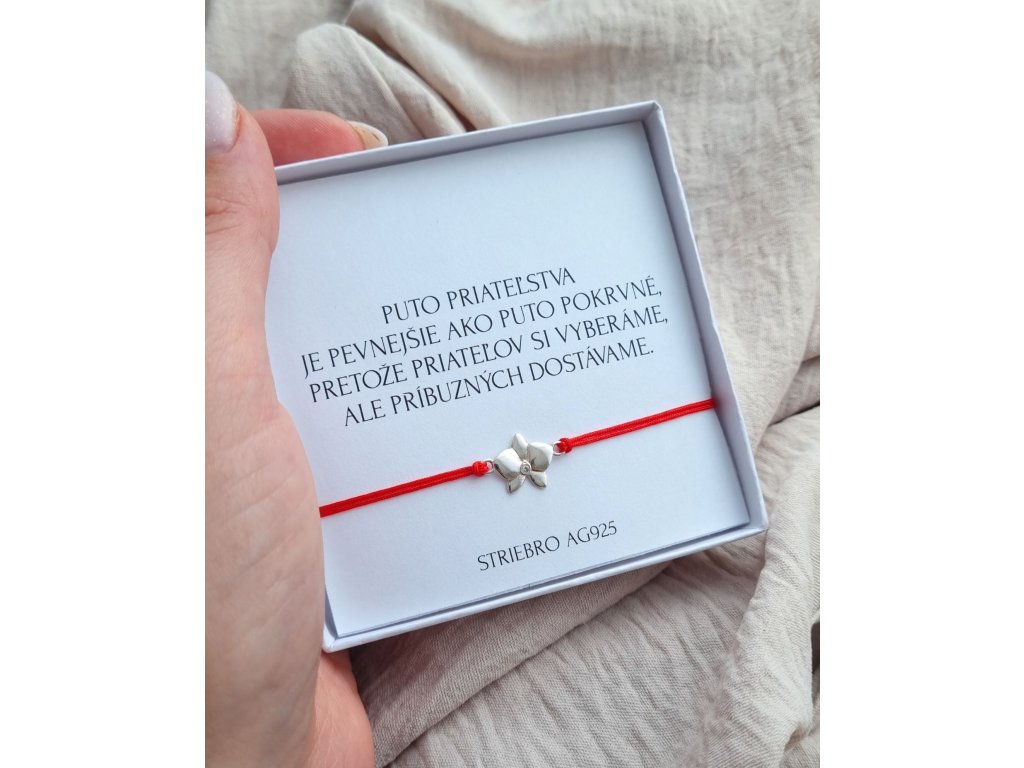 PUTO PRIATEĽSTVA
JE PEVNEJŠIE AKO PUTO POKRVNÉ,
PRETOŽE PRIATEĽOV SI VYBERÁME,
ALE PRÍBUZNÝCH DOSTÁVAME.
STRIEBRO AG925